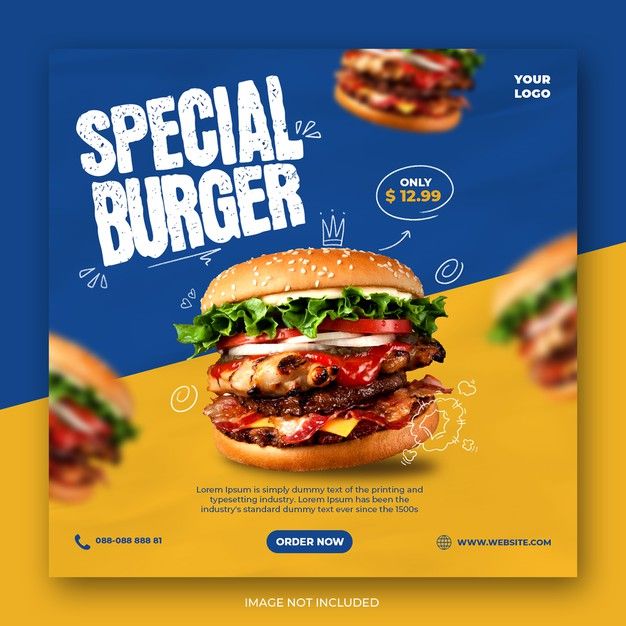 YOUR
LOGO
SPECIAL
BURGER
ONLY
$ 12.99
Lorem Ipsum is simply dummy text of the printing and
typesetting industry. Lorem Ipsum has been the industry's
standard dummy text ever since the 1500s
088-088 888 81
ORDER NOW
WWW.WEBSITE.COM
IMAGE NOT INCLUDED